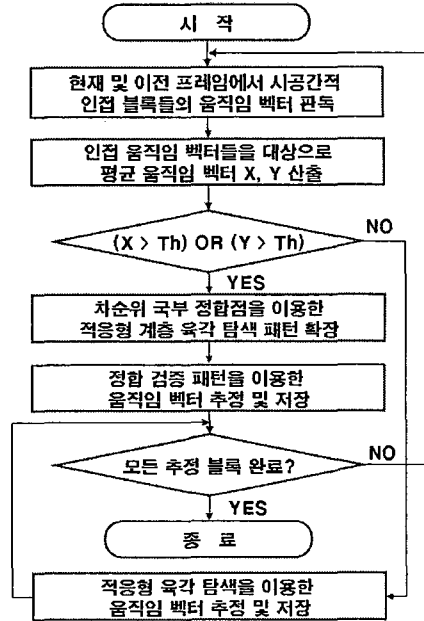 시 작
현재 및 이전 프레임에서 시공간적
인접 블록들의 움직임 벡터 판독
인접 움직임 벡터들을 대상으로
평균 움직임 벡터 X, Y 산출
(X > Th) OR (Y > Th)
NO
YES
차순위 국부 정합점을 이용한
적응형 계층 육각 탐색 패턴 확장
정합 검증 패턴을 이용한
움직임 벡터 추정 및 저장
모든 추정 블록 완료?
NO
YES
종 료
적응형 육각 탐색을 이용한
움직임 벡터 추정 및 저장